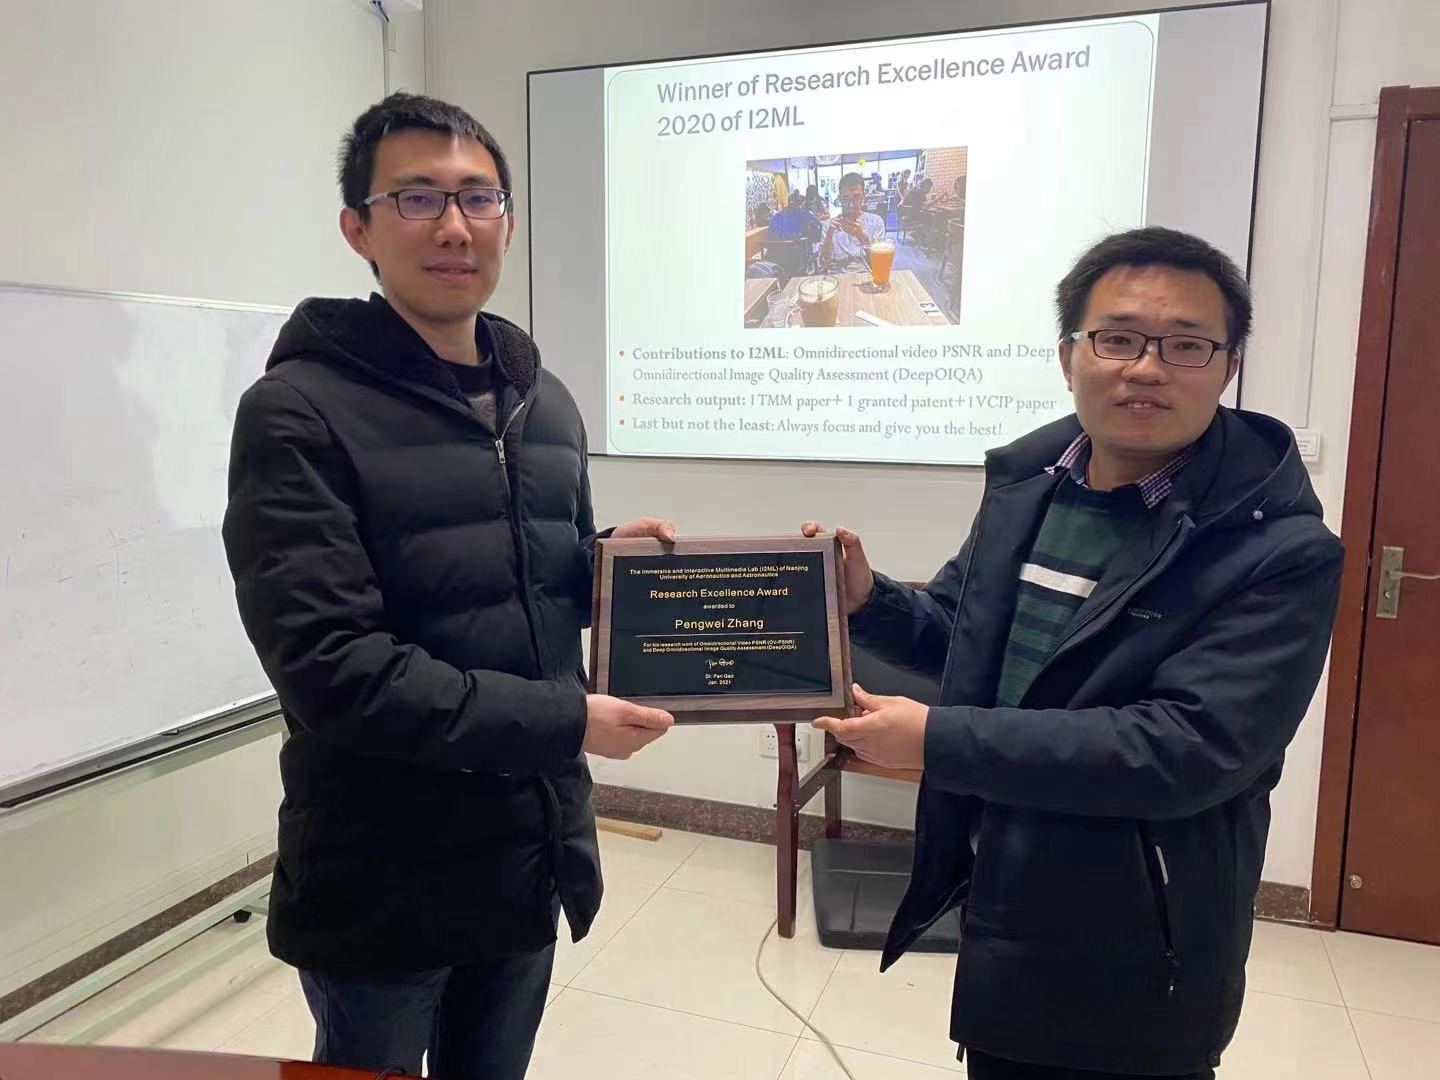 Winner of Research Excellence Award
2020 of I2ML
• Contributions to I2ML: Omnidirectional video PSNR and Deep
Omnidirectional Image Quality Assessment (DeepOIQA)
• Research output: 1 TMM paper+ 1 granted patent+1VCIP paper
• Last but not the least: Always focus and give you the best!
The Immersive and Interactive Multimedia Lab (I2ML) of Nanjing
University of Aeronautics and Astronautics
Research Excellence Award
awarded to
Pengwei Zhang
For his research work of Omnidirectional Video PSNR (OV-PSNR)
and Deep Omnidirectional Image Quality Assessment (DeepOIQA)
Pan Gao
Dr. Pan Gao
Jan. 2021